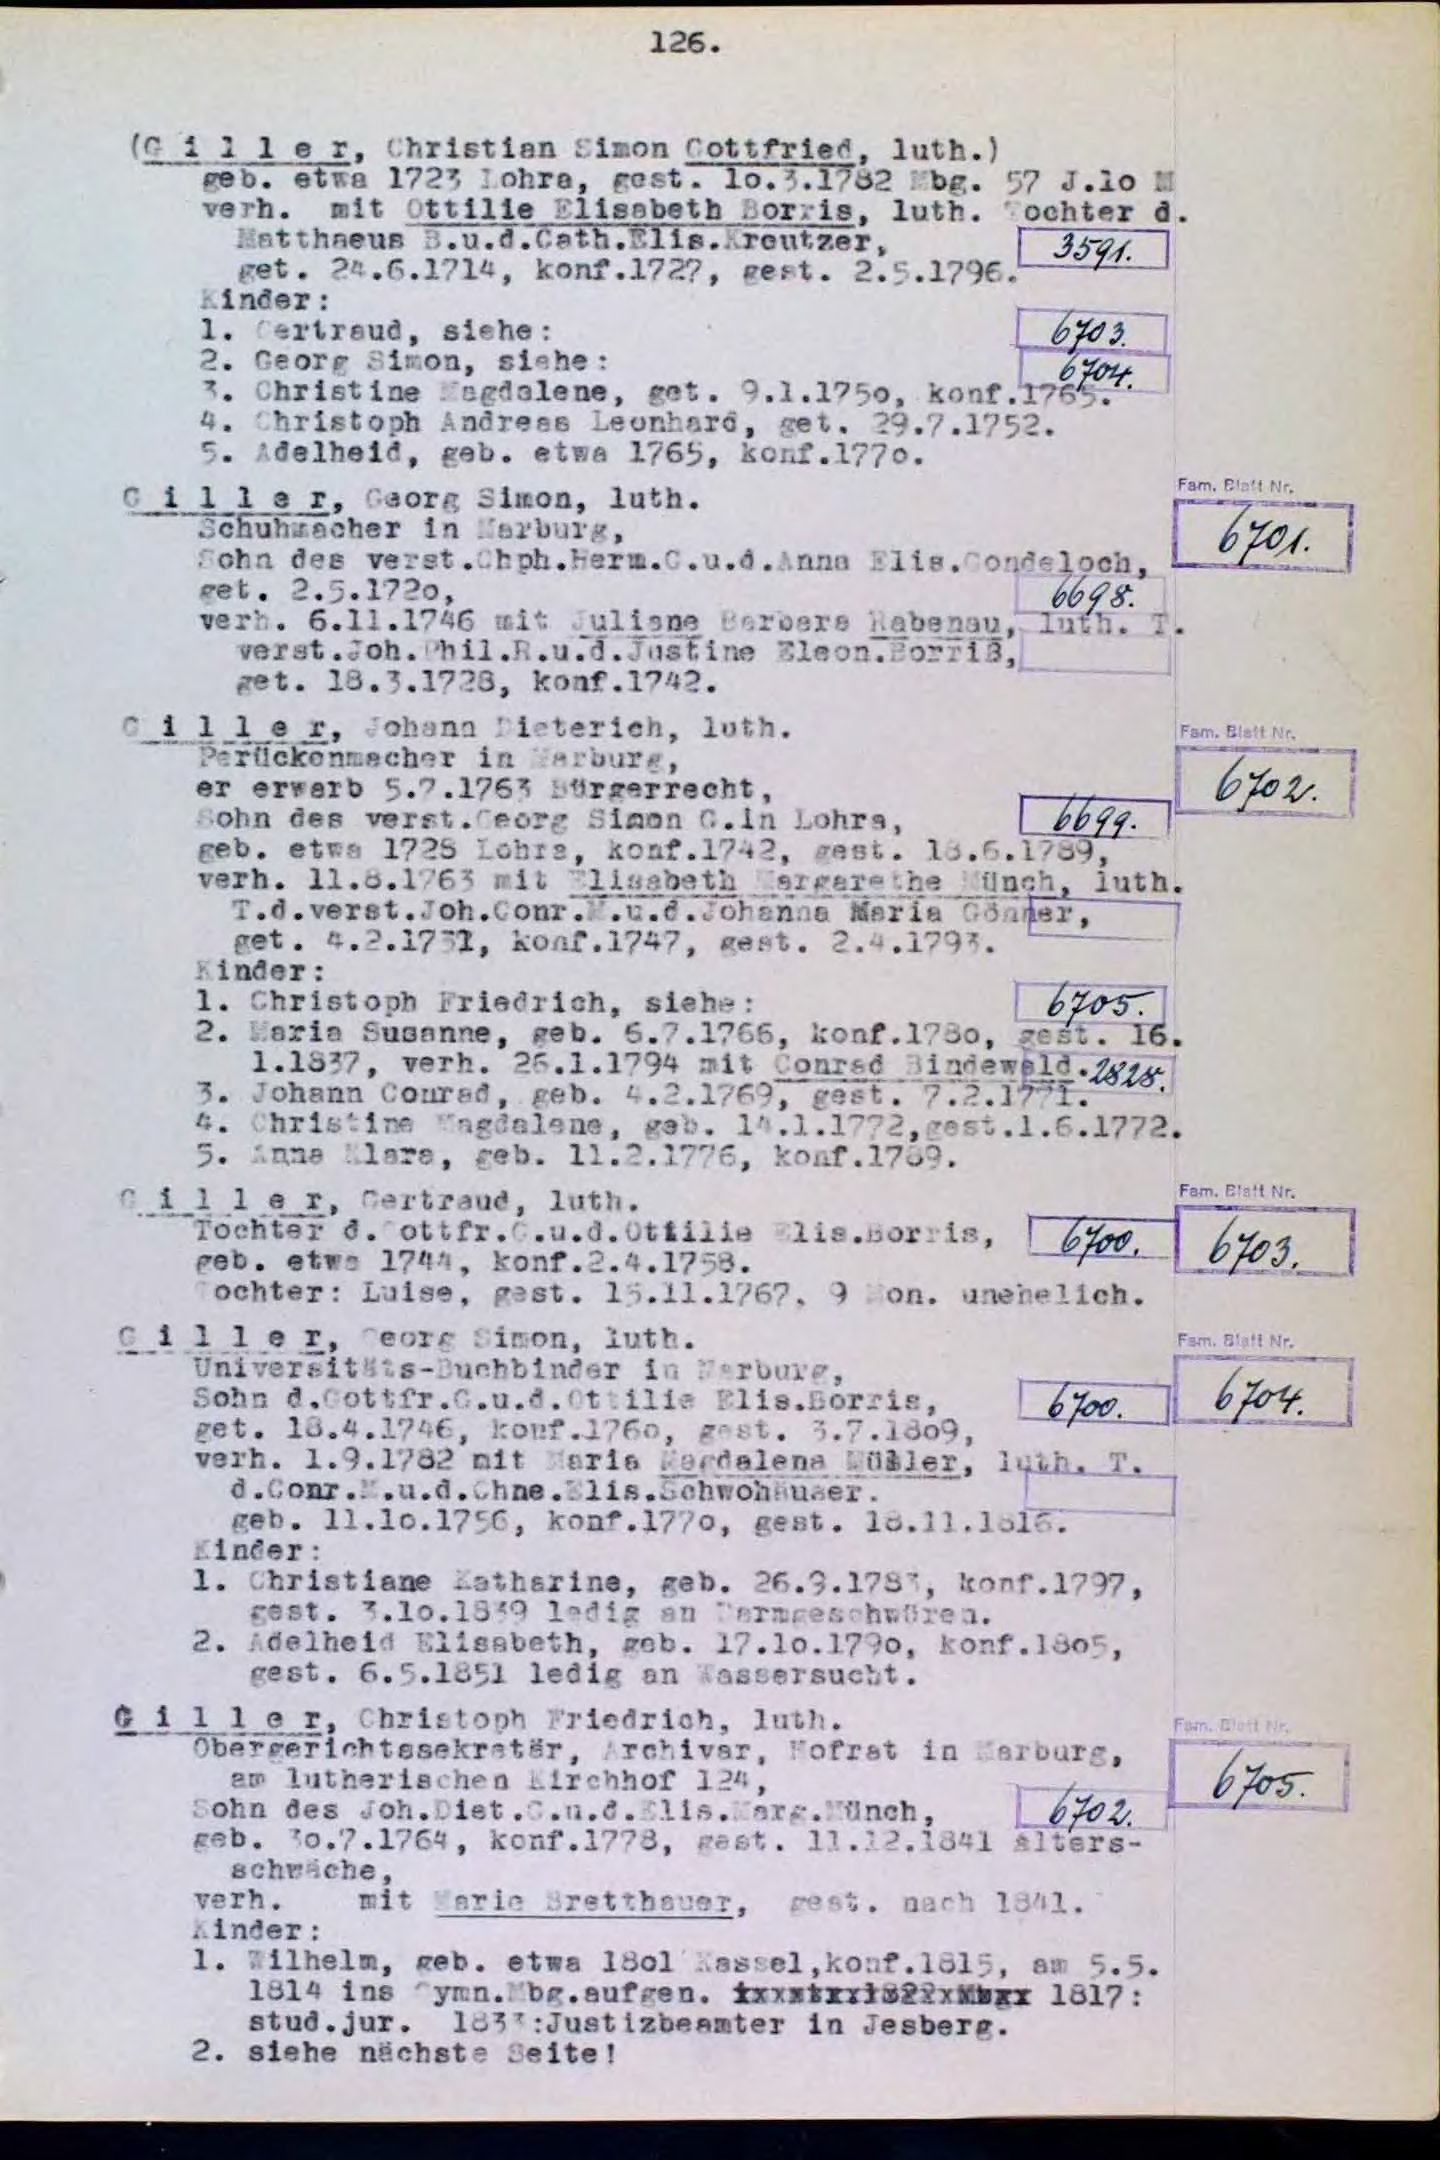 126.
(G i l l e r, Christian Simon Gottfried, luth.)
geb. etwa 1723 Lohra, gest. 1o.3.1782 Mbg. 57 J.1o M
verh. mit Ottilie Elisabeth Borris, luth. Tochter d.
Matthaeus B.u.d.Cath.Elis.Kreutzer,
3591.
get. 24.6.1714, konf.1727, gest. 2.5.1796.
Kinder:
1. Gertraud, siehe:
6703.
2. Georg Simon, siehe:
6704.
3. Christine Magdalene, get. 9.1.175o, konf.1765.
4. Christoph Andreas Leonhard, get. 29.7.1752.
5. Adelheid, geb. etwa 1765, konf.177o.
G i l l e r, Georg Simon, luth.
Fam. Blatt Nr.
6701.
Schuhmacher in Marburg,
Sohn des verst.Chph.Herm.G.u.d.Anna Elis.Gondeloch,
get. 2.5.172o,
6698.
verh. 6.11.1746 mit Juliane Barbara Rabenau, luth. T.
verst.Joh.Phil.R.u.d.Justine Eleon.Borriß,
get. 18.3.1728, konf.1742.
G i l l e r, Johann Dieterich, luth.
Fam. Blatt Nr.
6702.
Perückenmacher in Marburg,
er erwarb 5.7.1763 Bürgerrecht,
Sohn des verst.Georg Simon G.in Lohra,
6699.
geb. etwa 1728 Lohra, konf.1742, gest. 18.6.1789,
verh. 11.8.1763 mit Elisabeth Margarethe Münch, luth.
T.d.verst.Joh.Conr.M.u.d.Johanna Maria Gönner,
get. 4.2.1731, konf.1747, gest. 2.4.1793.
Kinder:
1. Christoph Friedrich, siehe:
6705.
2. Maria Susanne, geb. 6.7.1766, konf.178o, gest. 16.
1.1837, verh. 26.1.1794 mit Conrad Bindewald.
2828.
3. Johann Conrad, geb. 4.2.1769, gest. 7.2.1771.
4. Christine Magdalene, geb. 14.1.1772,gest.1.6.1772.
5. Anna Klara, geb. 11.2.1776, konf.1789.
G i l l e r, Gertraud, luth.
Fam. Blatt Nr.
6703.
Tochter d.Gottfr.G.u.d.Ottilie Elis.Borris,
6700.
geb. etwa 1744, konf.2.4.1758.
Tochter: Luise, gest. 15.11.1767, 9 Mon. unehelich.
G i l l e r, Georg Simon, luth.
Fam. Blatt Nr.
6704.
Universitäts-Buchbinder in Marburg,
Sohn d.Gottfr.G.u.d.Ottilie Elis.Borris,
6700.
get. 18.4.1746, konf.176o, gest. 3.7.18o9,
verh. 1.9.1782 mit Maria Magdalena Müller, luth. T.
d.Conr.M.u.d.Chne.Elis.Schwohäuser.
geb. 11.1o.1756, konf.177o, gest. 18.11.1816.
Kinder:
1. Christiane Katharine, geb. 26.9.1783, konf.1797,
gest. 3.1o.1839 ledig an Darmgeschwüren.
2. Adelheid Elisabeth, geb. 17.1o.179o, konf.18o5,
gest. 6.5.1851 ledig an Wassersucht.
G i l l e r, Christoph Friedrich, luth.
Fam. Blatt Nr.
6705.
Obergerichtssekretär, Archivar, Hofrat in Marburg,
am lutherischen Kirchhof 124,
Sohn des Joh.Diet.G.u.d.Elis.Marg.Münch,
6702.
geb. 3o.7.1764, konf.1778, gest. 11.12.1841 Alters-
schwäche,
verh. mit Marie Bretthauer, gest. nach 1841.
Kinder:
1. Wilhelm, geb. etwa 18o1 Kassel,konf.1815, am 5.5.
1814 ins Gymn.Mbg.aufgen. 1817:
stud.jur. 1833:Justizbeamter in Jesberg.
2. siehe nächste Seite!